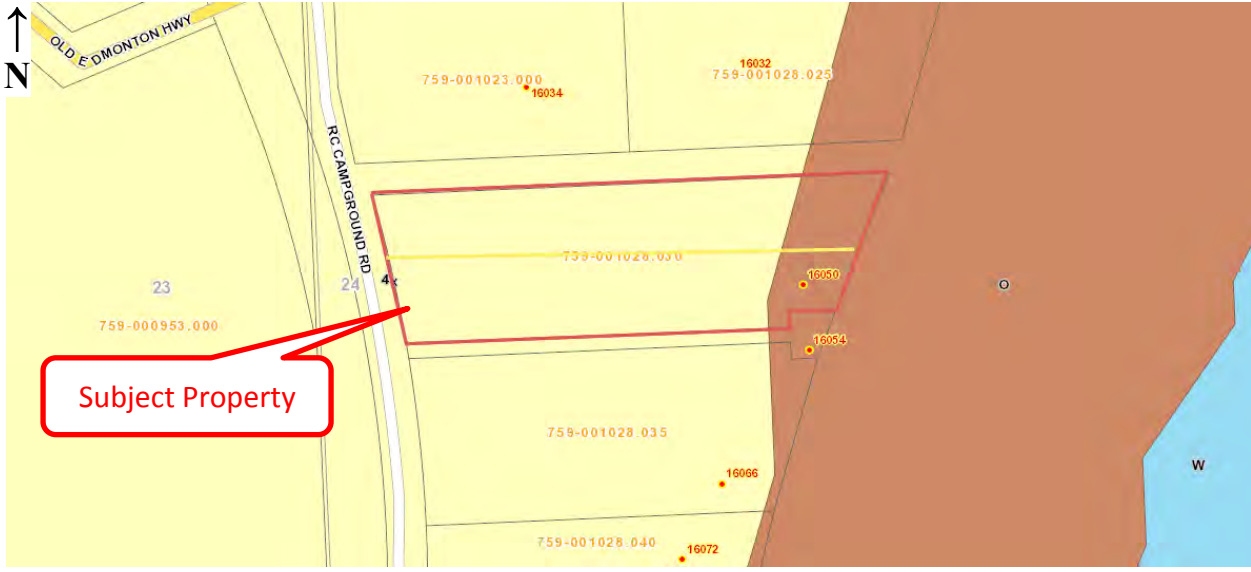 ↑
N
OLD EDMONTON HWY
16032
759-001023.000
759-001028.025
16034
RC CAMPGROUND RD
759-001028.030
16050
23
24
4x
O
759-000953.000
16054
Subject Property
759-001028.035
W
16066
759-001028.040
16072